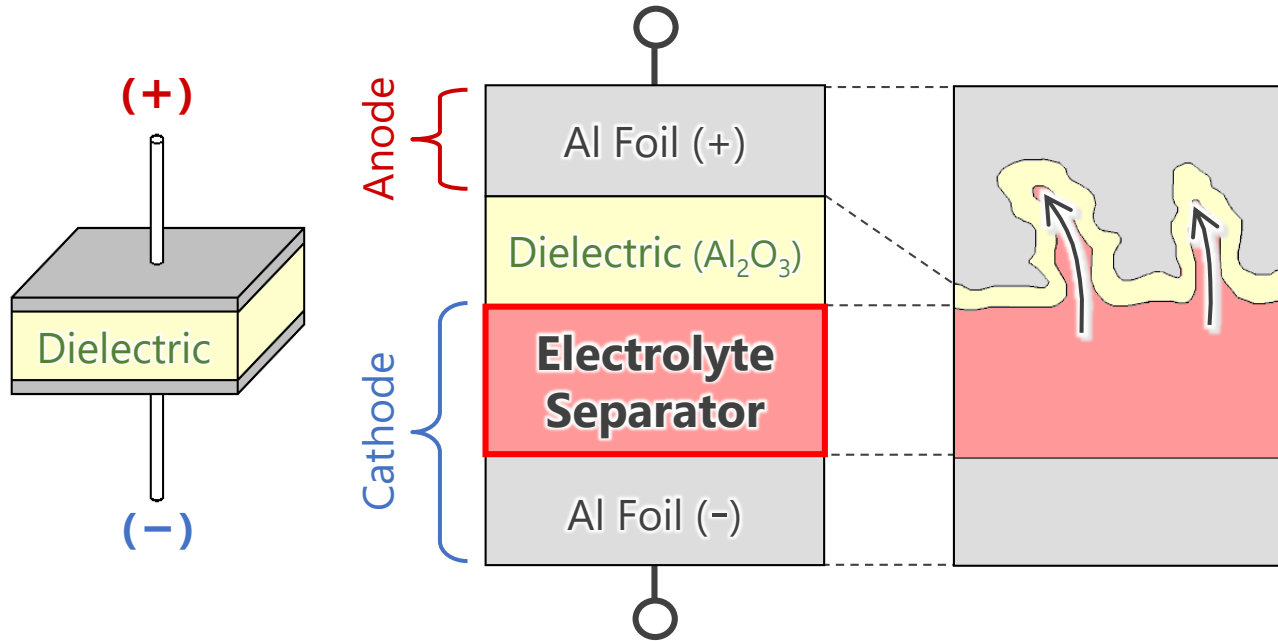 (+)
Dielectric
(−)
Anode
Cathode
Al Foil (+)
Dielectric (Al₂O₃)
Electrolyte
Separator
Al Foil (−)